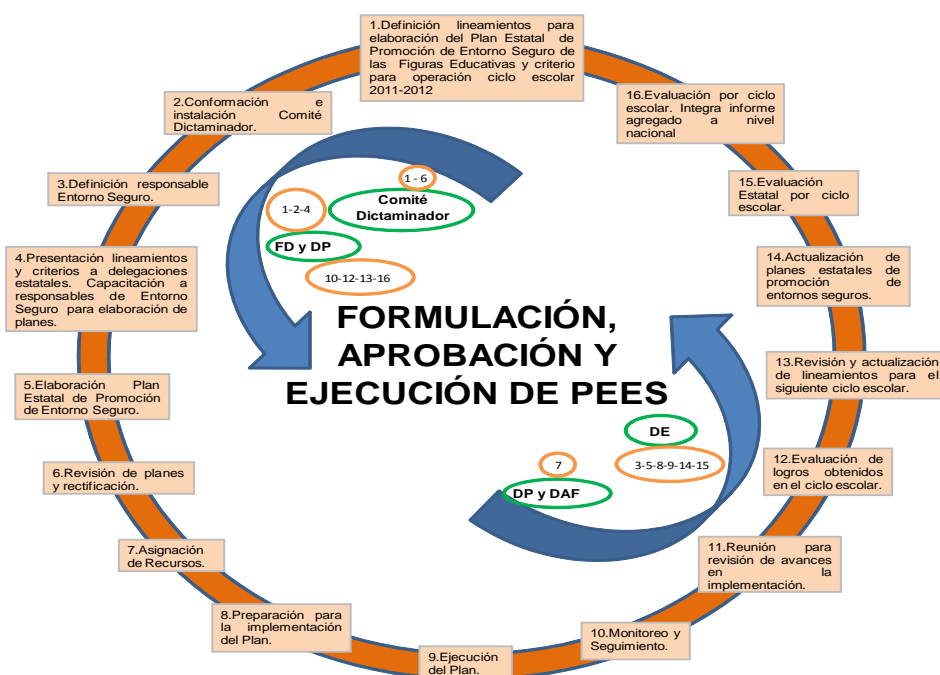 1.Definición lineamientos para
elaboración del Plan Estatal de
Promoción de Entorno Seguro de
las Figuras Educativas y criterio
para operación ciclo escolar
2011-2012
2.Conformación e
instalación Comité
Dictaminador.
3.Definición responsable
Entorno Seguro.
4.Presentación lineamientos
y criterios a delegaciones
estatales. Capacitación a
responsables de Entorno
Seguro para elaboración de
planes.
5.Elaboración Plan
Estatal de Promoción
de Entorno Seguro.
6.Revisión de planes
y rectificación.
7.Asignación
de Recursos.
8.Preparación para
la implementación
del Plan.
9.Ejecución
del Plan.
10.Monitoreo y
Seguimiento.
11.Reunión para
revisión de avances
en la
implementación.
12.Evaluación de
logros obtenidos
en el ciclo escolar.
13.Revisión y actualización
de lineamientos para el
siguiente ciclo escolar.
14.Actualización de
planes estatales de
promoción de
entornos seguros.
15.Evaluación
Estatal por ciclo
escolar.
16.Evaluación por ciclo
escolar. Integra informe
agregado a nivel
nacional
1 - 6
Comité
Dictaminador
1-2-4
FD y DP
10-12-13-16
FORMULACIÓN,
APROBACIÓN Y
EJECUCIÓN DE PEES
DE
3-5-8-9-14-15
7
DP y DAF